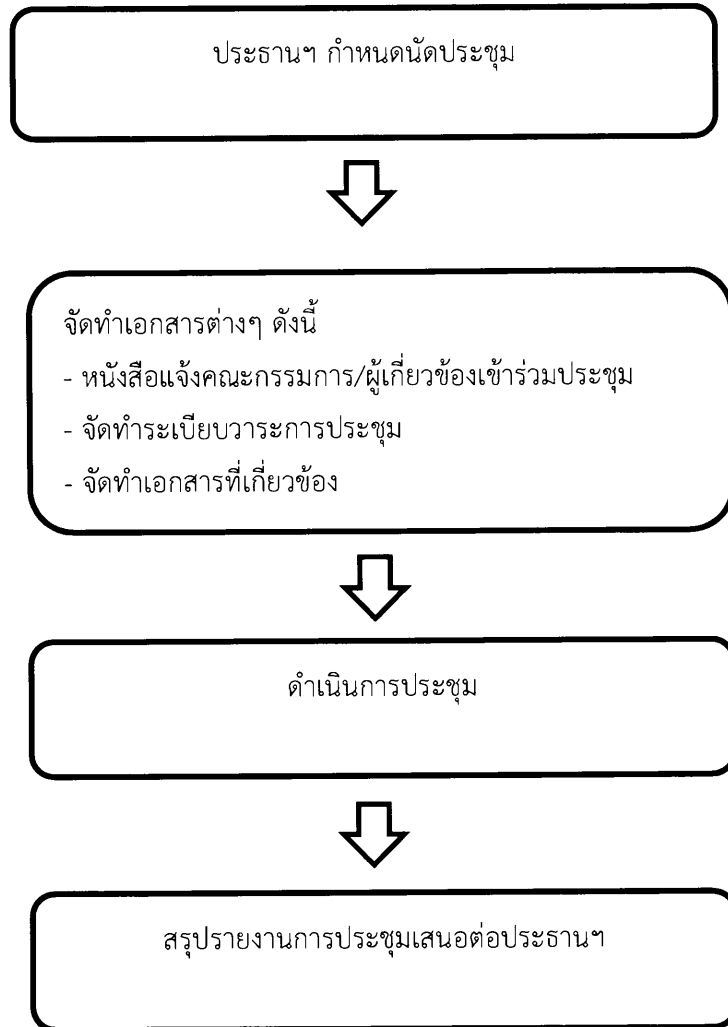 ประธานฯ กำหนดนัดประชุม
จัดทำเอกสารต่างๆ ดังนี้
- หนังสือแจ้งคณะกรรมการ/ผู้เกี่ยวข้องเข้าร่วมประชุม
- จัดทำระเบียบวาระการประชุม
- จัดทำเอกสารที่เกี่ยวข้อง
ดำเนินการประชุม
สรุปรายงานการประชุมเสนอต่อประธานฯ